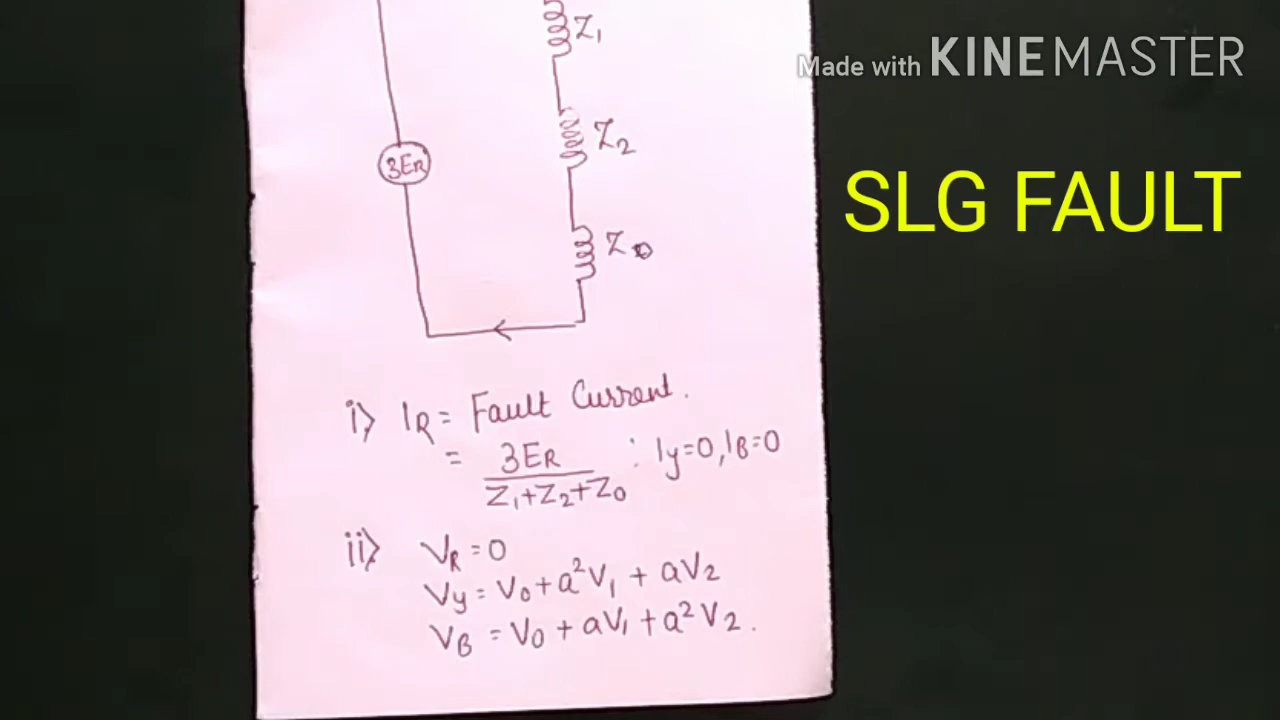 Z₁
Made with KINEMASTER
Z₂
3ER
SLG FAULT
Z₀
i) IR = Fault Current.
= 3ER / Z₁+Z₂+Z₀ : Iy=0, IB=0
ii) VR = 0
Vy = V₀ + a²V₁ + aV₂
VB = V₀ + aV₁ + a²V₂.